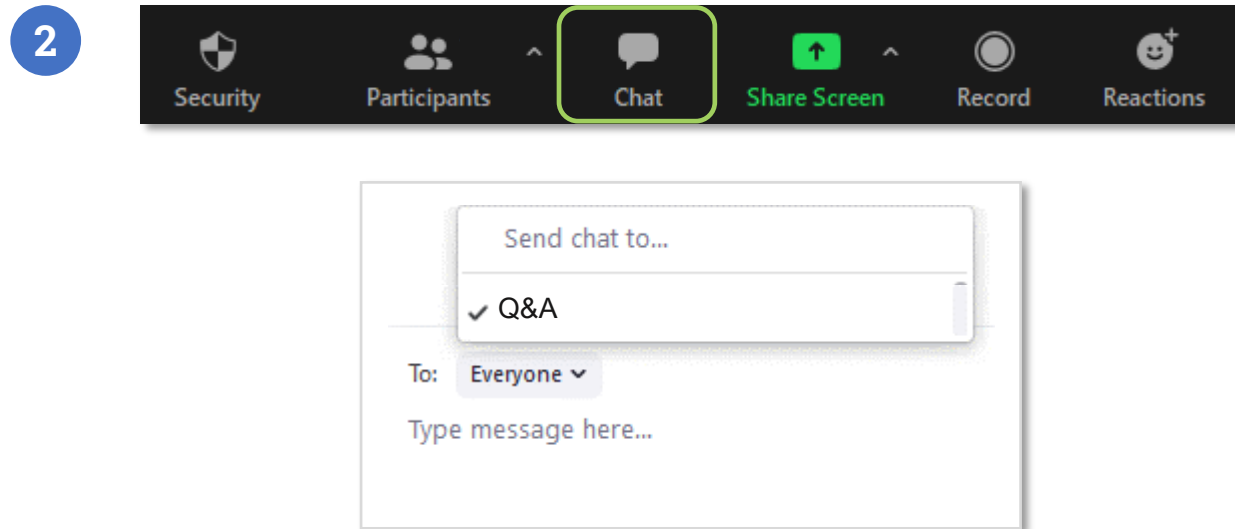 2
Security
Participants
Chat
Share Screen
Record
Reactions
Send chat to...
Q&A
To: Everyone
Type message here...